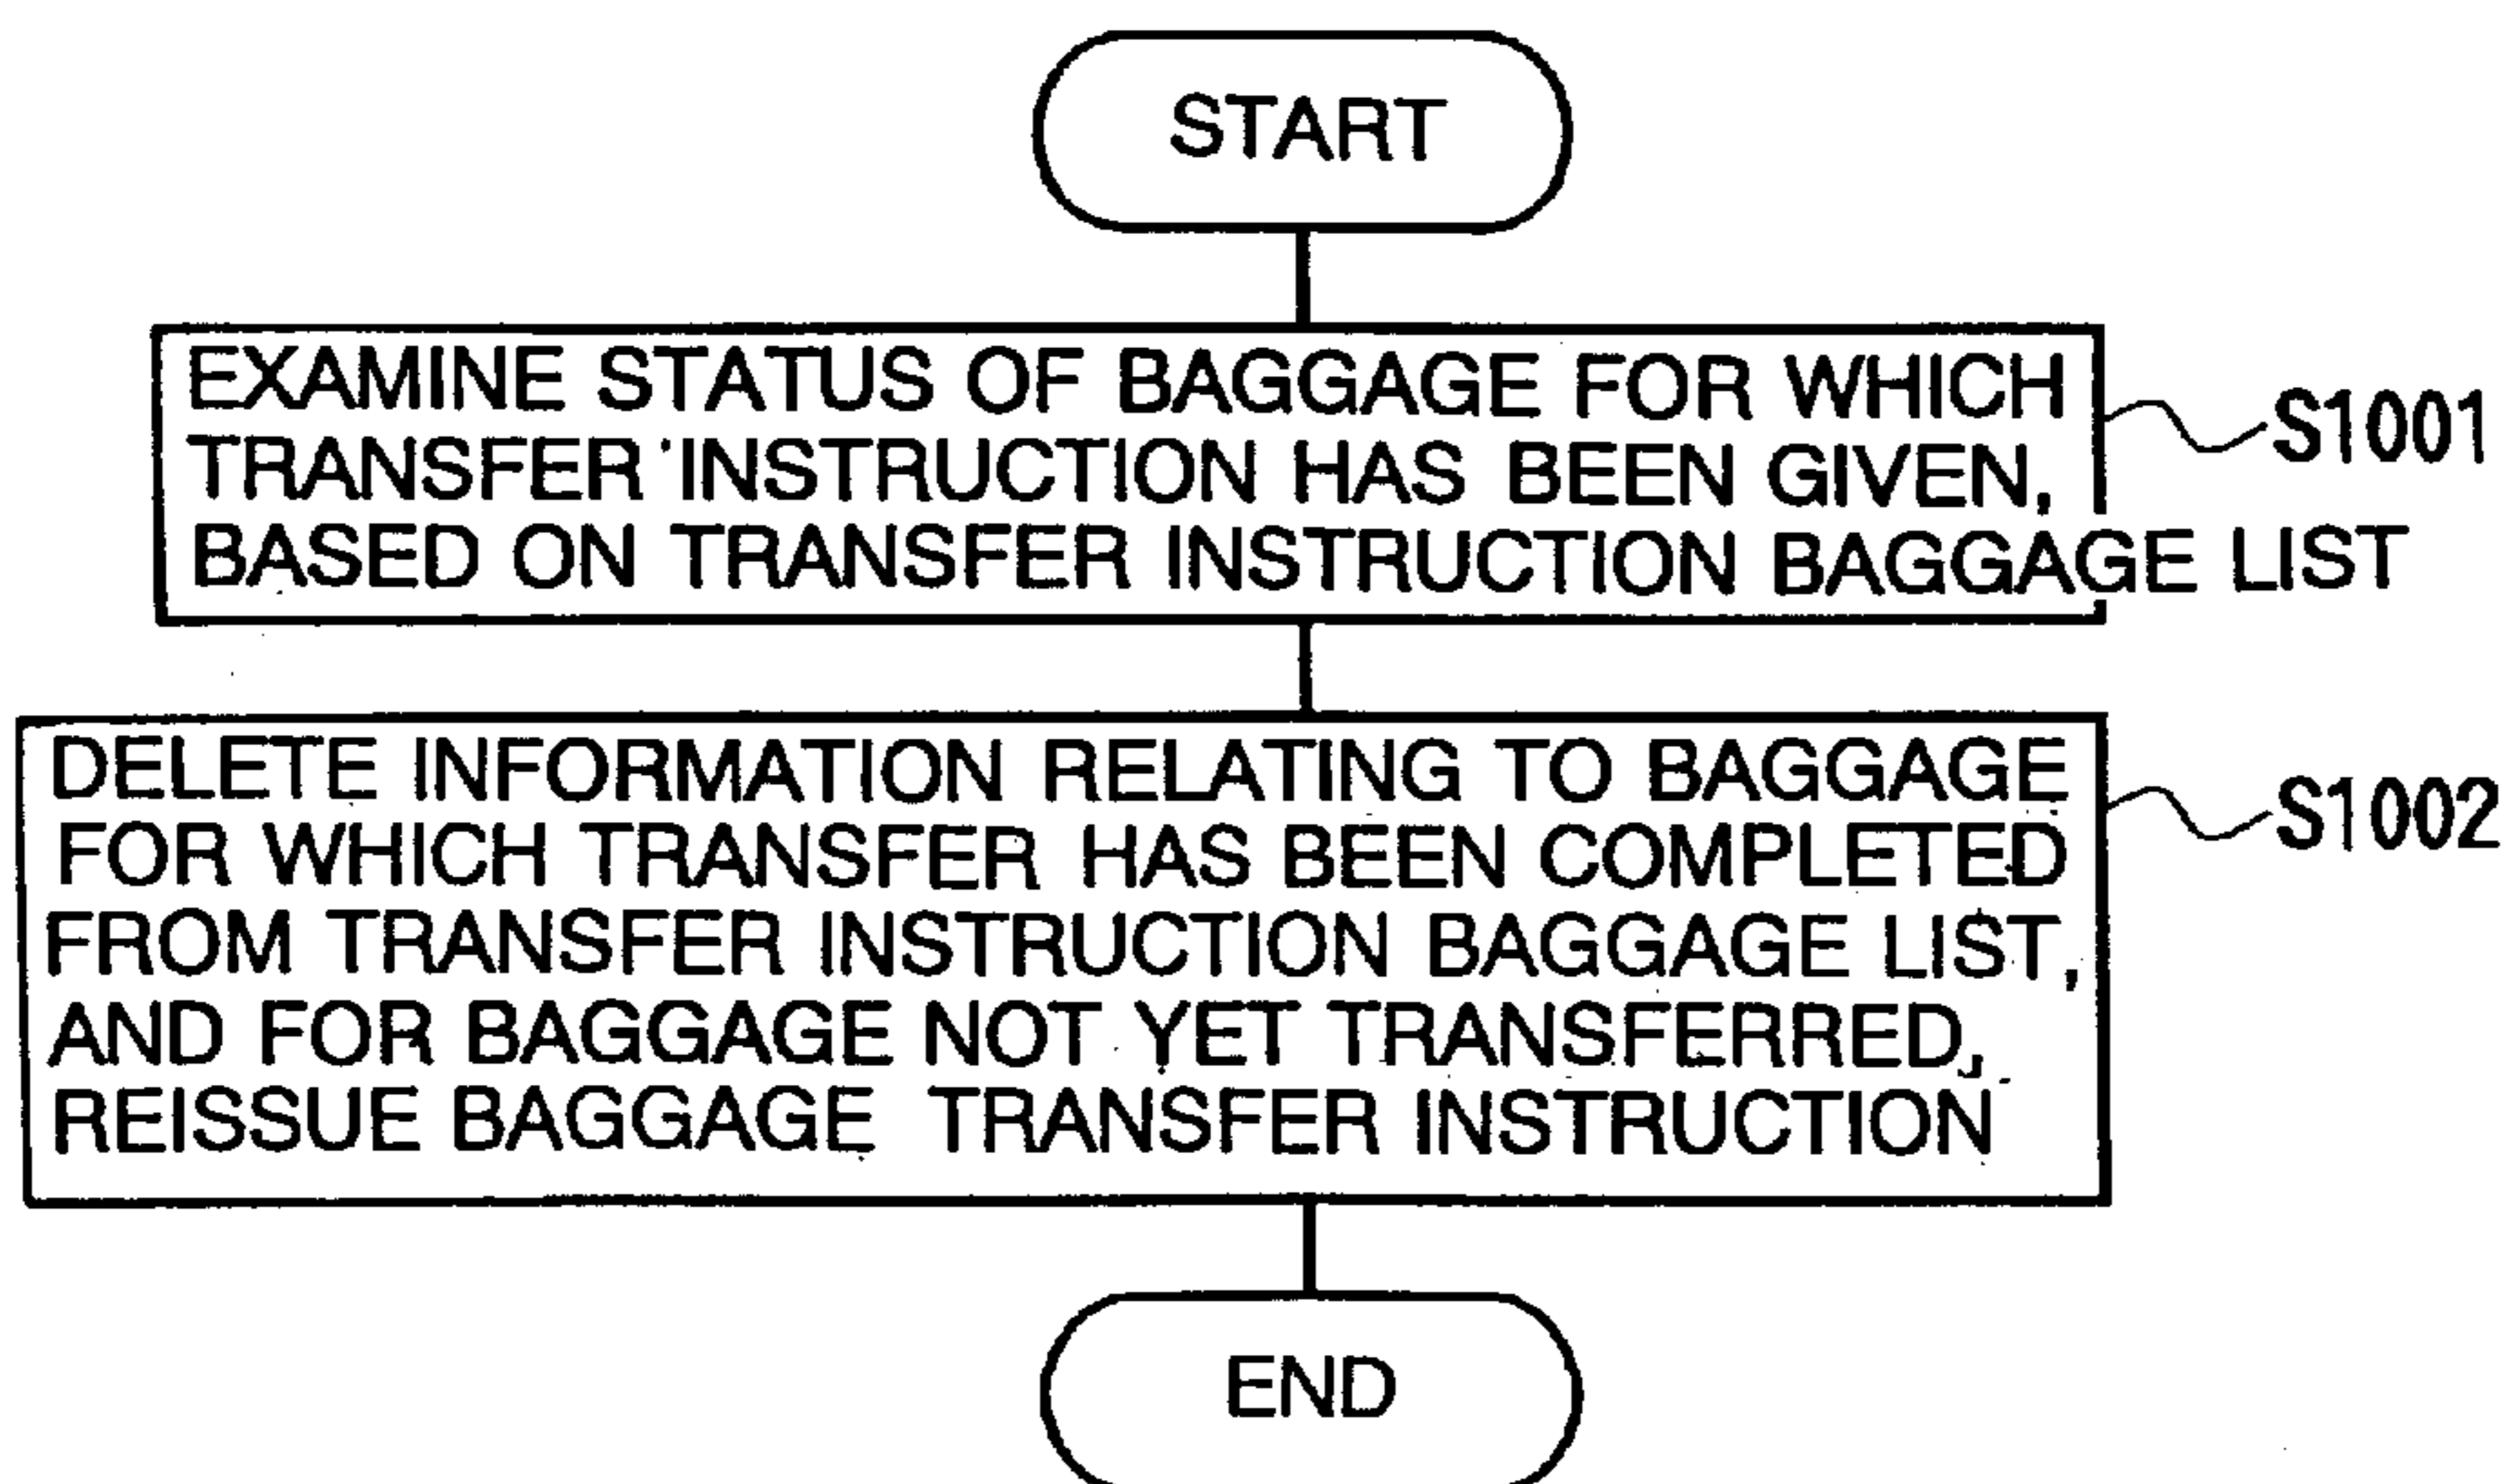 START
EXAMINE STATUS OF BAGGAGE FOR WHICH
TRANSFER INSTRUCTION HAS BEEN GIVEN,
BASED ON TRANSFER INSTRUCTION BAGGAGE LIST
S1001
DELETE INFORMATION RELATING TO BAGGAGE
FOR WHICH TRANSFER HAS BEEN COMPLETED
FROM TRANSFER INSTRUCTION BAGGAGE LIST,
AND FOR BAGGAGE NOT YET TRANSFERRED,
REISSUE BAGGAGE TRANSFER INSTRUCTION
S1002
END